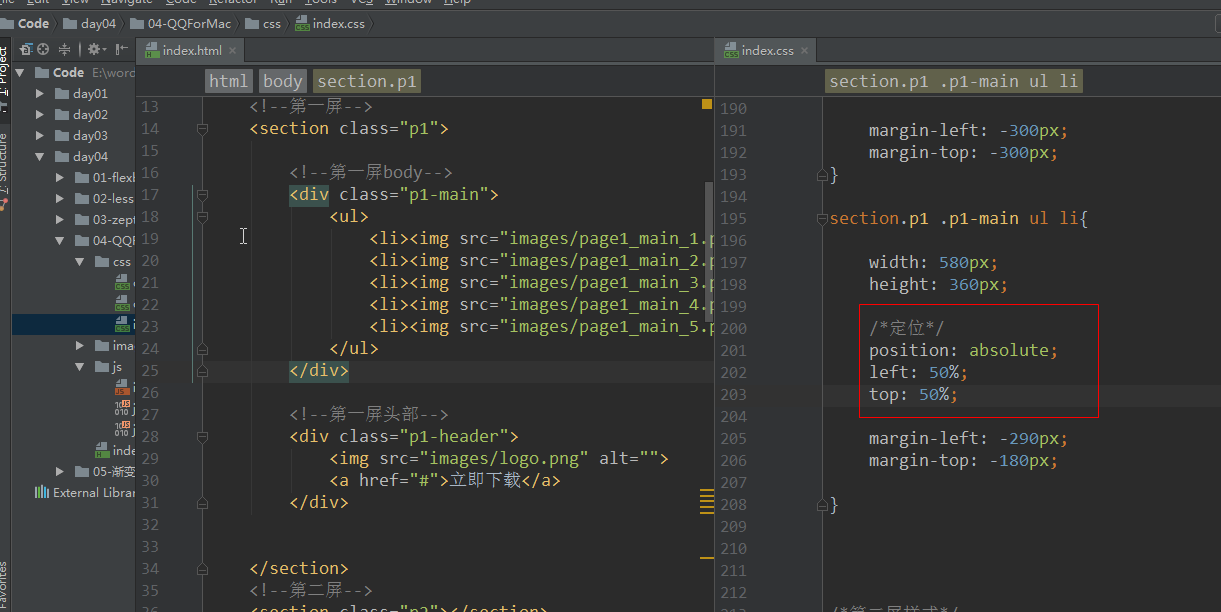 Edit View Navigate Code Refactor Run Tools VCS Window Help
Code day04 04-QQForMac css index.css
1: Project
index.html
index.css
Code E:\word
day01
day02
day03
day04
01-flex
02-less
03-zept
04-QQF
css
ima
js
inde
05-渐变
External Librar
7: Structure
Favorites
html body section.p1
13 <!--第一屏-->
14 <section class="p1">
15
16 <!--第一屏body-->
17 <div class="p1-main">
18 <ul>
19 <li><img src="images/page1_main_1.p
20 <li><img src="images/page1_main_2.p
21 <li><img src="images/page1_main_3.p
22 <li><img src="images/page1_main_4.p
23 <li><img src="images/page1_main_5.p
24 </ul>
25 </div>
26
27 <!--第一屏头部-->
28 <div class="p1-header">
29 <img src="images/logo.png" alt="">
30 <a href="#">立即下载</a>
31 </div>
32
33
34 </section>
35 <!--第二屏-->
36 <section class="p2"></section>
section.p1 .p1-main ul li
190
191 margin-left: -300px;
192 margin-top: -300px;
193 }
194
195 section.p1 .p1-main ul li{
196
197 width: 580px;
198 height: 360px;
199
200 /*定位*/
201 position: absolute;
202 left: 50%;
203 top: 50%;
204
205 margin-left: -290px;
206 margin-top: -180px;
207
208 }
209
210
211
212
213 /*第二屏样式*/